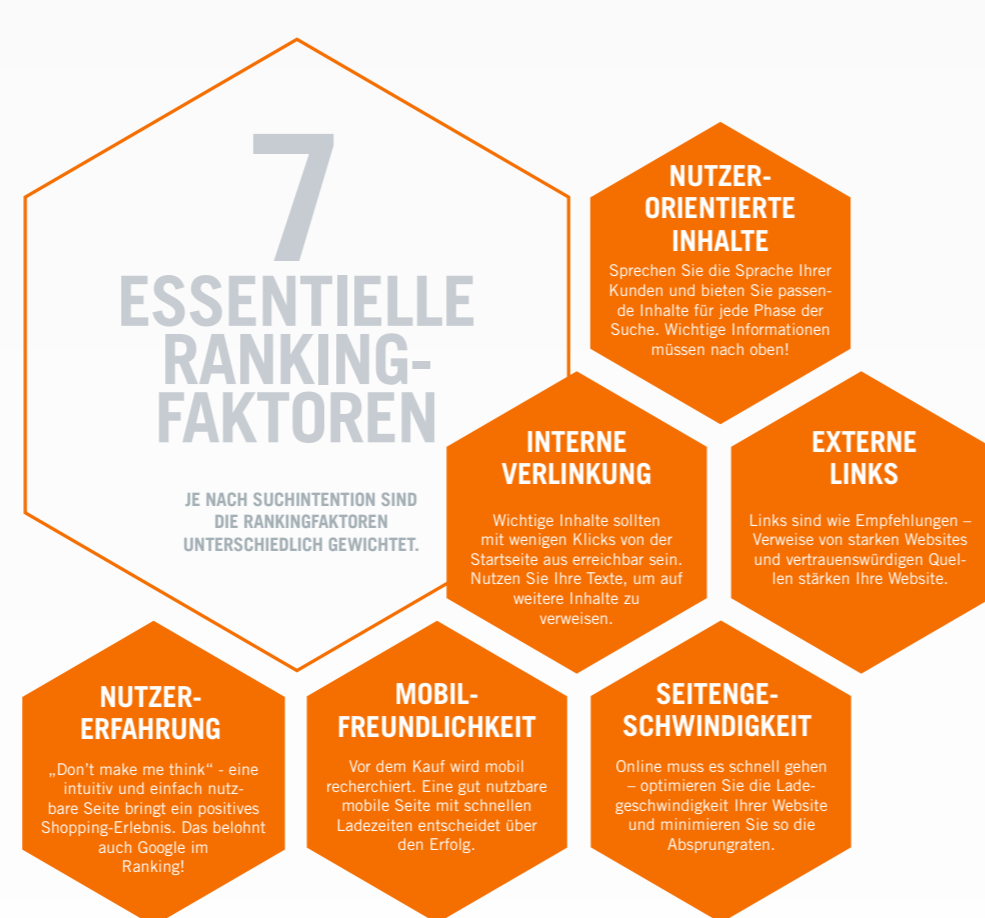 7
ESSENTIELLE
RANKING-
FAKTOREN
JE NACH SUCHINTENTION SIND
DIE RANKINGFAKTOREN
UNTERSCHIEDLICH GEWICHTET.
NUTZER-
ORIENTIERTE
INHALTE
Sprechen Sie die Sprache Ihrer
Kunden und bieten Sie passen-
de Inhalte für jede Phase der
Suche. Wichtige Informationen
müssen nach oben!
INTERNE
VERLINKUNG
Wichtige Inhalte sollten
mit wenigen Klicks von der
Startseite aus erreichbar sein.
Nutzen Sie Ihre Texte, um auf
weitere Inhalte zu
verweisen.
EXTERNE
LINKS
Links sind wie Empfehlungen –
Verweise von starken Websites
und vertrauenswürdigen Quel-
len stärken Ihre Website.
NUTZER-
ERFAHRUNG
„Don't make me think“ - eine
intuitiv und einfach nutz-
bare Seite bringt ein positives
Shopping-Erlebnis. Das belohnt
auch Google im
Ranking!
MOBIL-
FREUNDLICHKEIT
Vor dem Kauf wird mobil
recherchiert. Eine gut nutzbare
mobile Seite mit schnellen
Ladezeiten entscheidet über
den Erfolg.
SEITENGE-
SCHWINDIGKEIT
Online muss es schnell gehen
– optimieren Sie die Lade-
geschwindigkeit Ihrer Website
und minimieren Sie so die
Absprungraten.